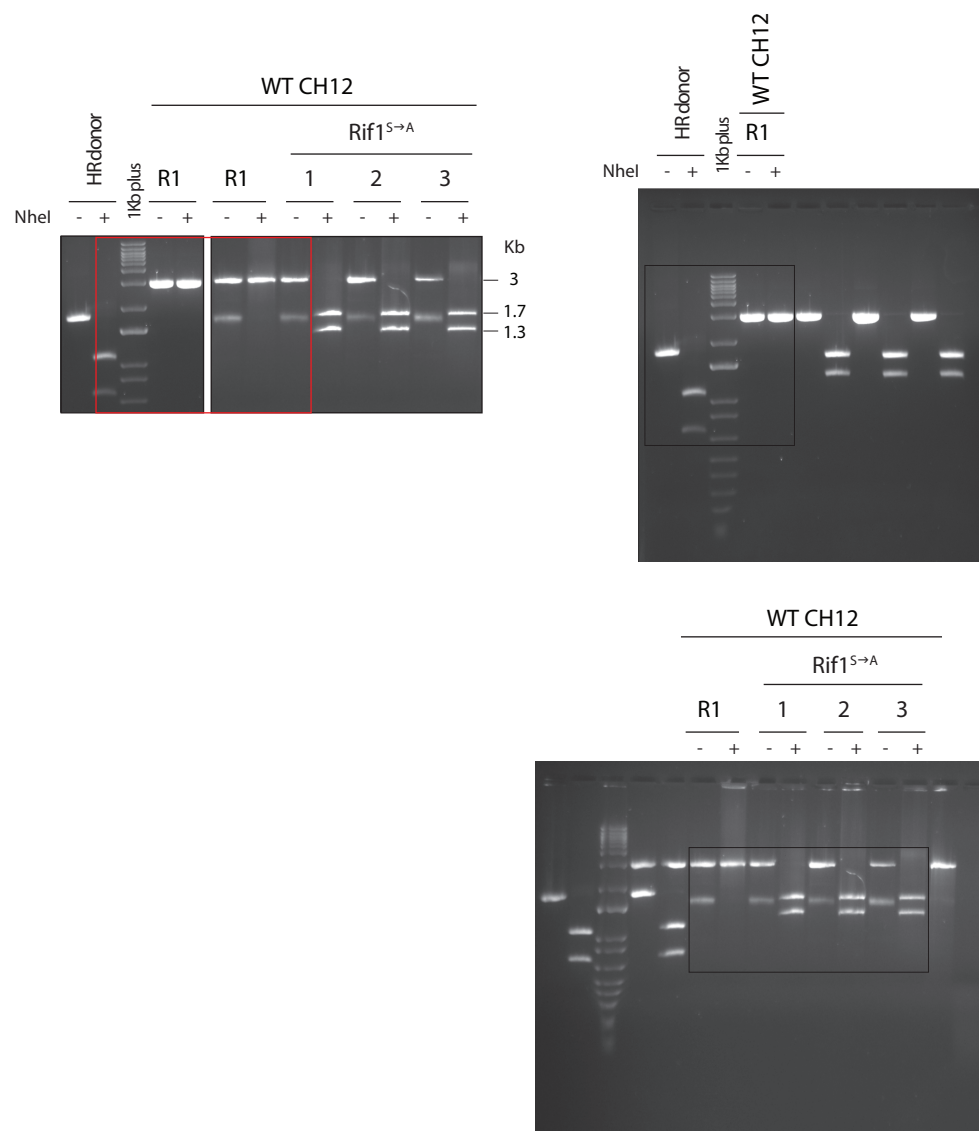 WT CH12
Rif1S→A
HR donor
1Kb plus
R1 R1 1 2 3
NheI - + - + - + - + - + - +
Kb
3
1.7
1.3
WT CH12
HR donor
1Kb plus
R1
NheI - + - +
WT CH12
Rif1S→A
R1 1 2 3
- + - + - + - +